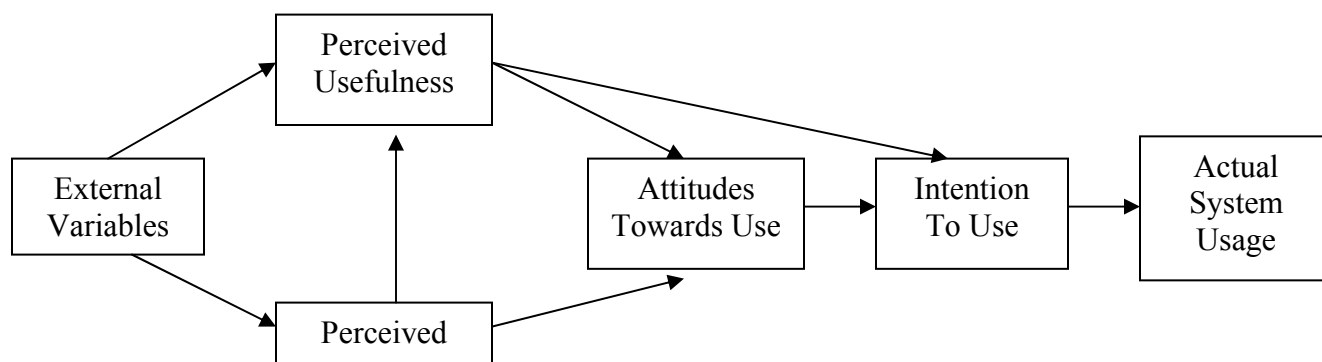 Perceived
Usefulness
External
Variables
Attitudes
Towards Use
Intention
To Use
Actual
System
Usage
Perceived